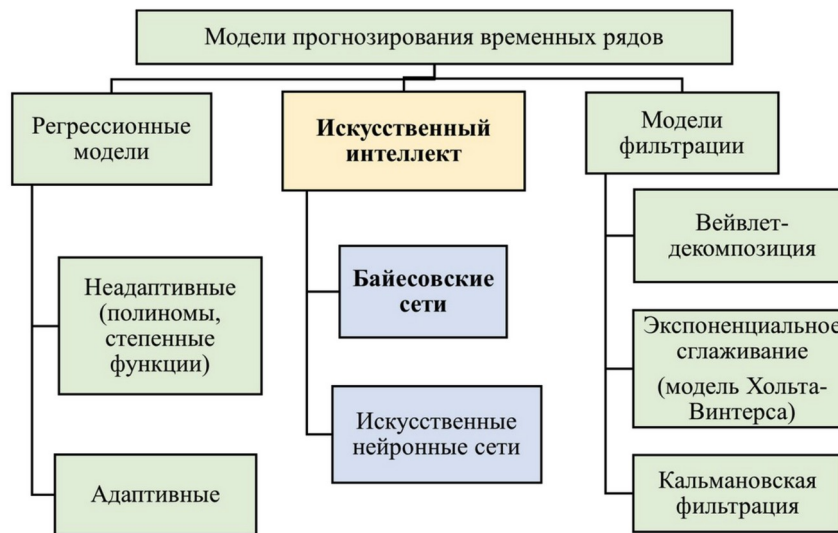 Модели прогнозирования временных рядов
Регрессионные
модели
Неадаптивные
(полиномы,
степенные
функции)
Адаптивные
Искусственный
интеллект
Байесовские
сети
Искусственные
нейронные сети
Модели
фильтрации
Вейвлет-
декомпозиция
Экспоненциальное
сглаживание
(модель Хольта-
Винтерса)
Кальмановская
фильтрация